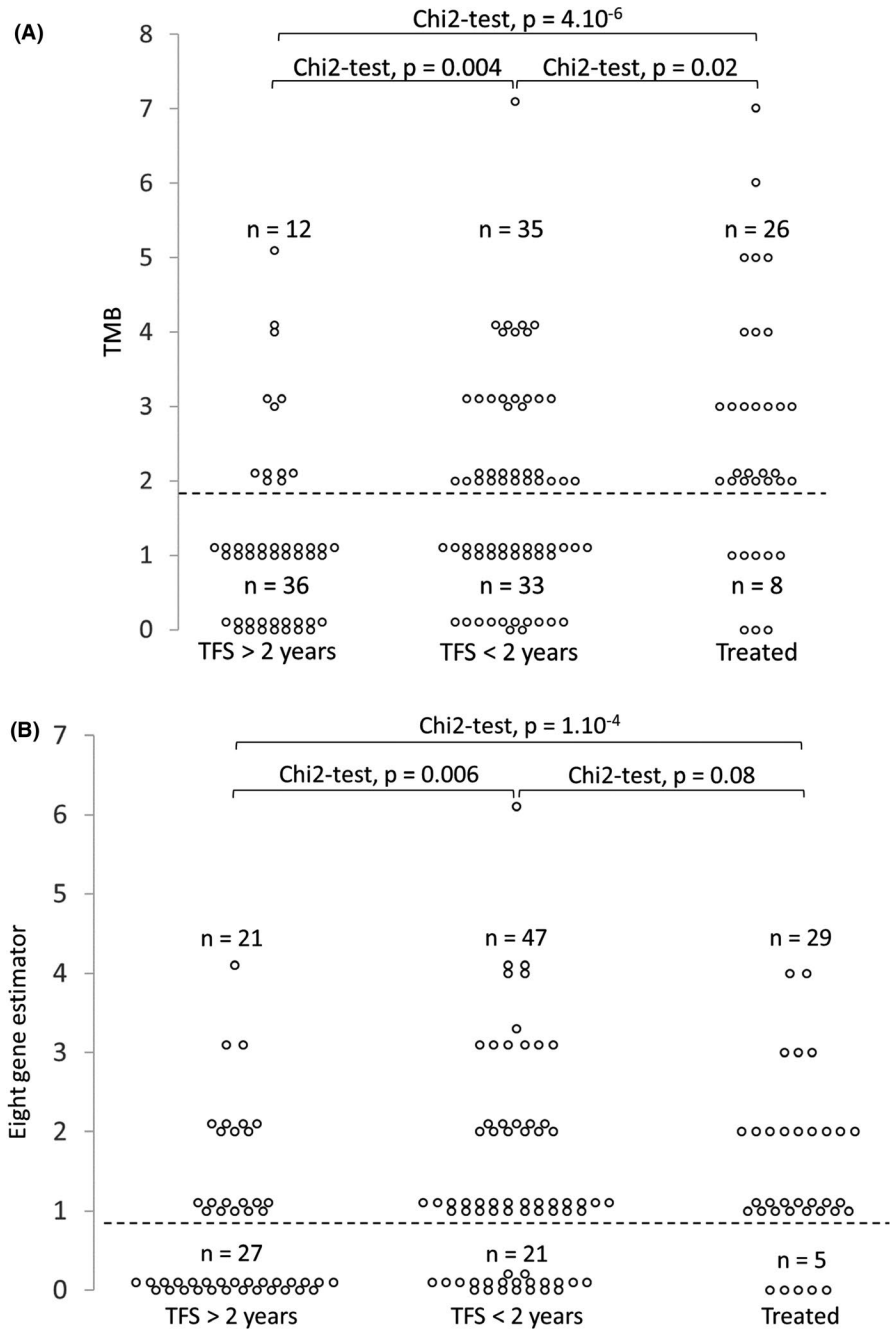 (A)
Chi2-test, p = 4.10-6
Chi2-test, p = 0.004 Chi2-test, p = 0.02
8
7
6
5
4
3
2
1
0
TMB
n = 12 n = 35 n = 26
n = 36 n = 33 n = 8
TFS > 2 years TFS < 2 years Treated
(B)
Chi2-test, p = 1.10-4
Chi2-test, p = 0.006 Chi2-test, p = 0.08
7
6
5
4
3
2
1
0
Eight gene estimator
n = 21 n = 47 n = 29
n = 27 n = 21 n = 5
TFS > 2 years TFS < 2 years Treated